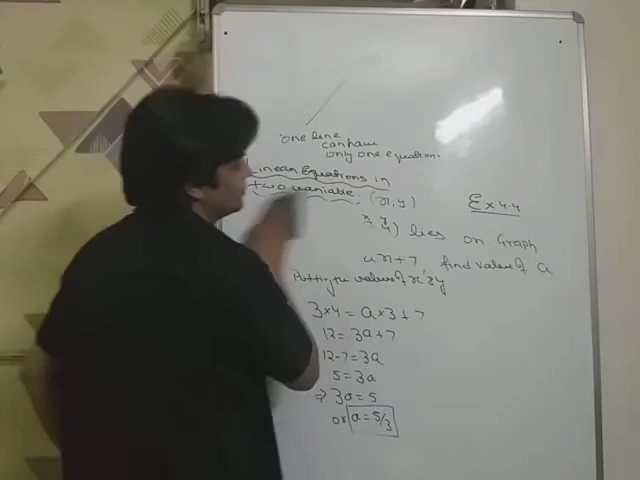 one line
can have
only one equation
Linear Equations in
two variable. (x, y)
Ex 4.4
x y
4) lies on Graph
ax+7 find value of a
Putting the values of x & y
3×4 = a×3+7
12 = 3a+7
12-7 = 3a
5 = 3a
⇒ 3a = 5
or a = 5/3